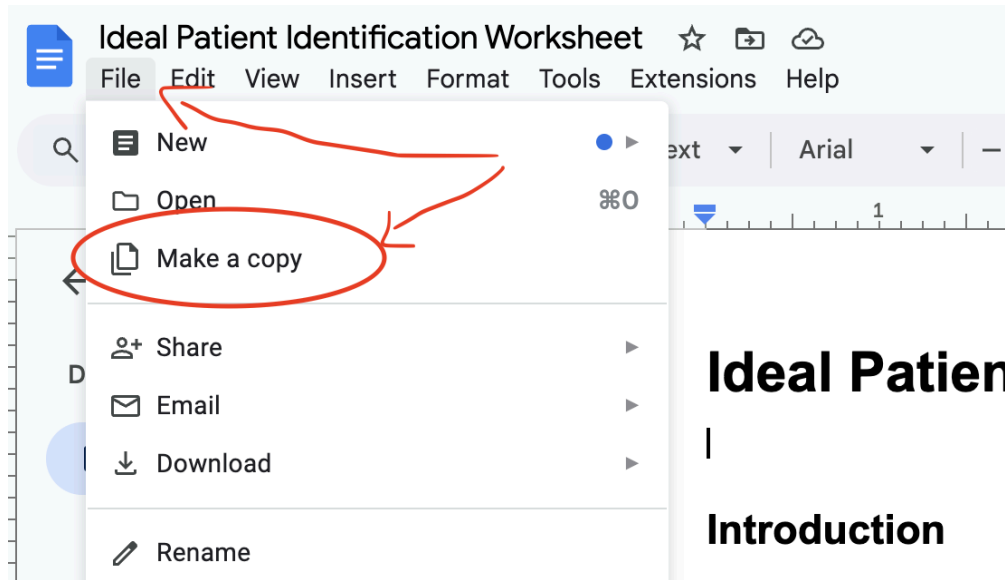 Ideal Patient Identification Worksheet
File Edit View Insert Format Tools Extensions Help
New
ext Arial
Open ⌘O
1
Make a copy
Share
D
Ideal Patien
Email
Download
Introduction
Rename